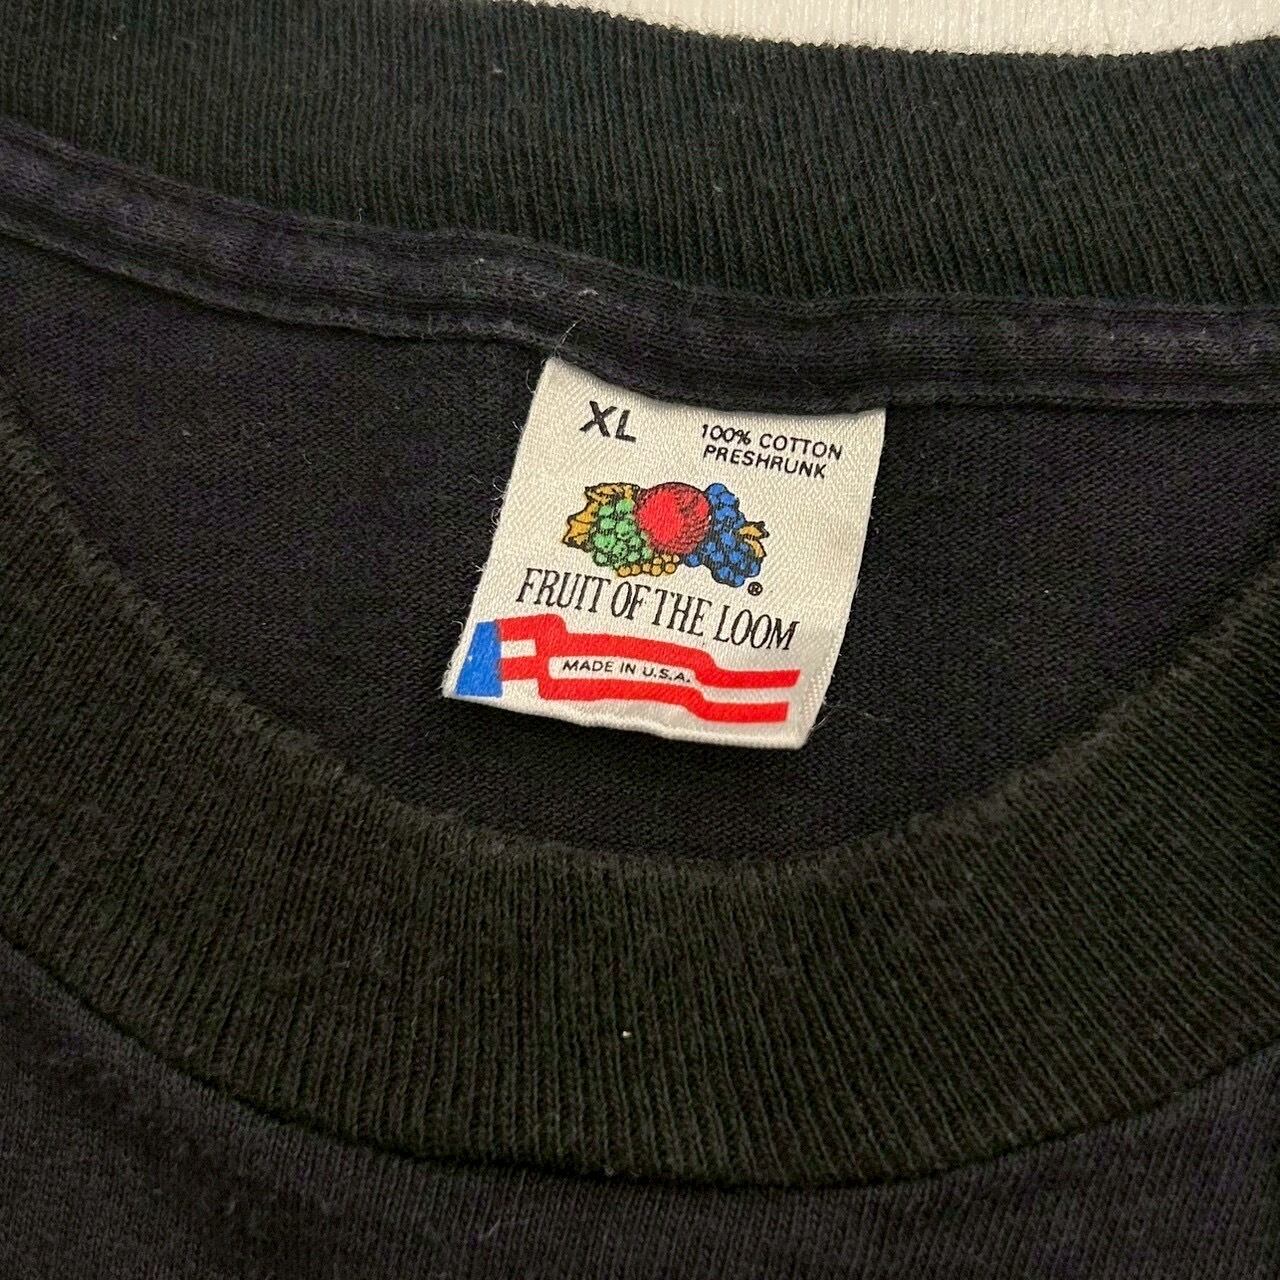 XL
100% COTTON
PRESHRUNK
®
FRUIT OF THE LOOM
MADE IN U.S.A.